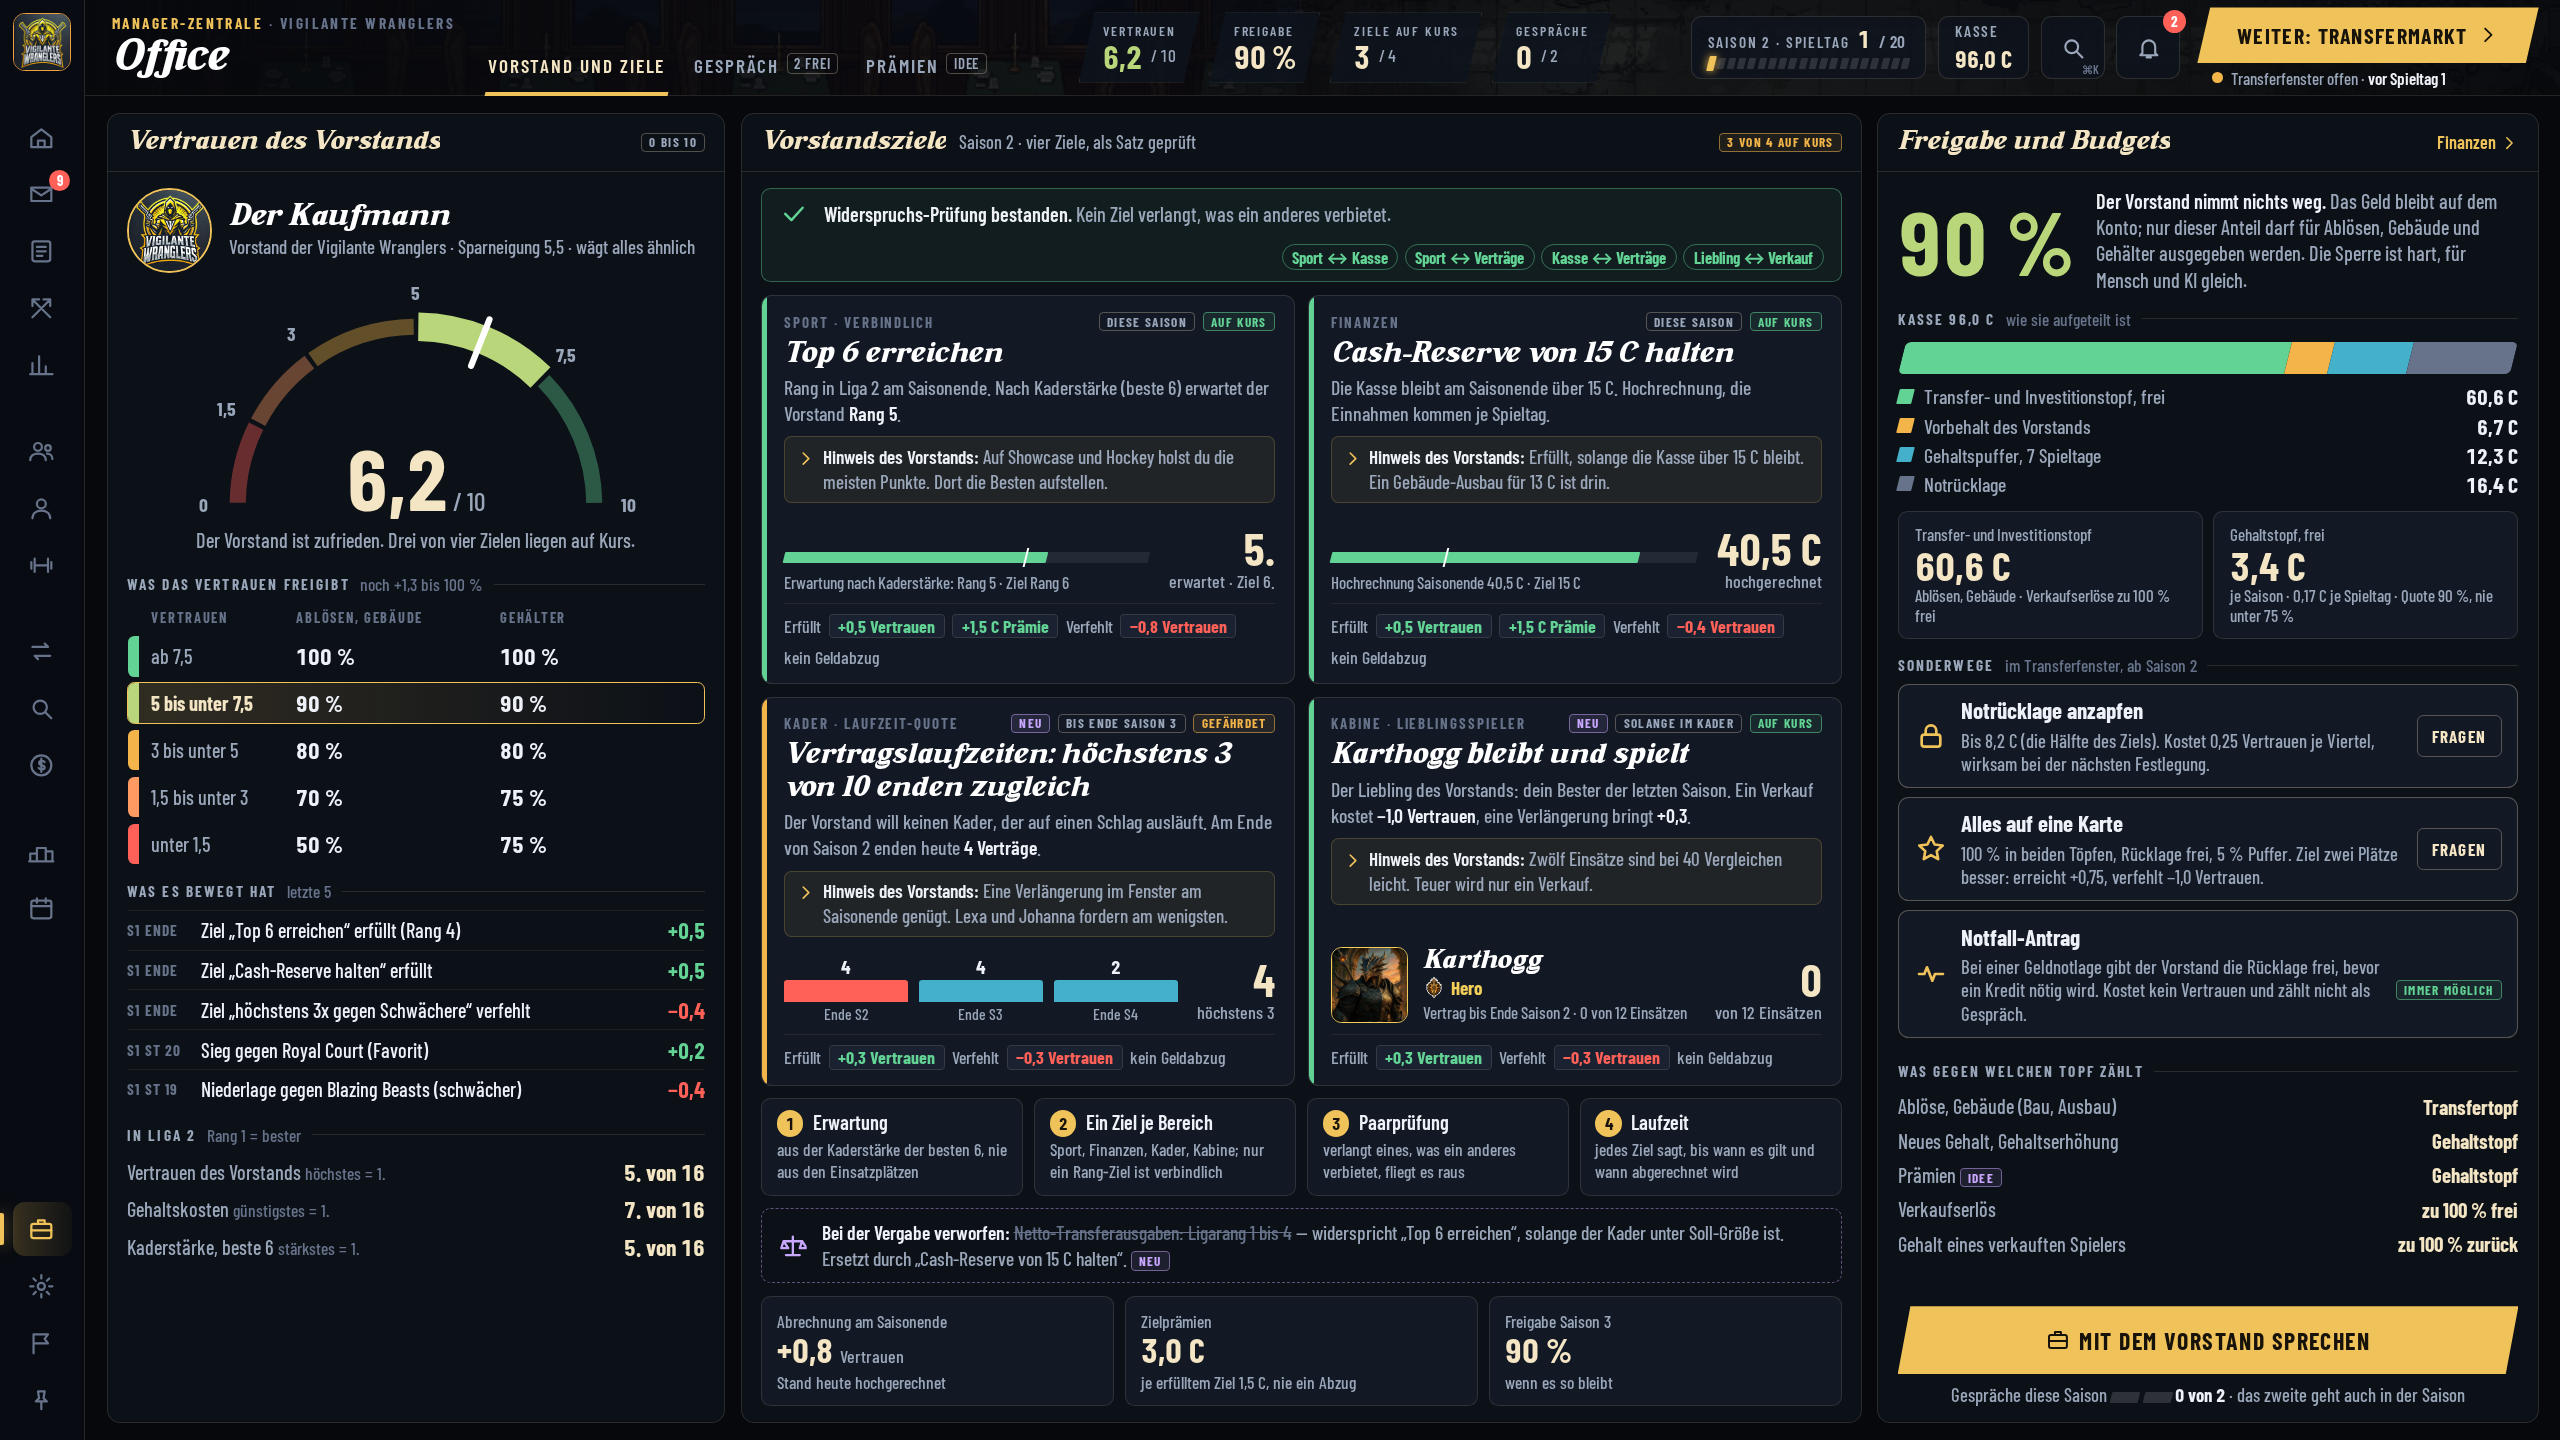 MANAGER-ZENTRALE · VIGILANTE WRANGLERS
Office
VORSTAND UND ZIELE
GESPRÄCH 2 FREI
PRÄMIEN IDEE
VERTRAUEN
6,2 / 10
FREIGABE
90 %
ZIELE AUF KURS
3 / 4
GESPRÄCHE
0 / 2
SAISON 2 · SPIELTAG 1 / 20
KASSE
96,0 C
⌘K
2
WEITER: TRANSFERMARKT
Transferfenster offen · vor Spieltag 1
9
Vertrauen des Vorstands
0 BIS 10
VIGILANTE
WRANGLERS
Der Kaufmann
Vorstand der Vigilante Wranglers · Sparneigung 5,5 · wägt alles ähnlich
0
1,5
3
5
7,5
10
6,2 / 10
Der Vorstand ist zufrieden. Drei von vier Zielen liegen auf Kurs.
WAS DAS VERTRAUEN FREIGIBT noch +1,3 bis 100 %
VERTRAUEN ABLÖSEN, GEBÄUDE GEHÄLTER
ab 7,5 100 % 100 %
5 bis unter 7,5 90 % 90 %
3 bis unter 5 80 % 80 %
1,5 bis unter 3 70 % 75 %
unter 1,5 50 % 75 %
WAS ES BEWEGT HAT letzte 5
S1 ENDE Ziel „Top 6 erreichen“ erfüllt (Rang 4) +0,5
S1 ENDE Ziel „Cash-Reserve halten“ erfüllt +0,5
S1 ENDE Ziel „höchstens 3x gegen Schwächere“ verfehlt −0,4
S1 ST 20 Sieg gegen Royal Court (Favorit) +0,2
S1 ST 19 Niederlage gegen Blazing Beasts (schwächer) −0,4
IN LIGA 2 Rang 1 = bester
Vertrauen des Vorstands höchstes = 1. 5. von 16
Gehaltskosten günstigstes = 1. 7. von 16
Kaderstärke, beste 6 stärkstes = 1. 5. von 16
Vorstandsziele Saison 2 · vier Ziele, als Satz geprüft
3 VON 4 AUF KURS
Widerspruchs-Prüfung bestanden. Kein Ziel verlangt, was ein anderes verbietet.
Sport ↔ Kasse
Sport ↔ Verträge
Kasse ↔ Verträge
Liebling ↔ Verkauf
SPORT · VERBINDLICH DIESE SAISON AUF KURS
Top 6 erreichen
Rang in Liga 2 am Saisonende. Nach Kaderstärke (beste 6) erwartet der
Vorstand Rang 5.
Hinweis des Vorstands: Auf Showcase und Hockey holst du die
meisten Punkte. Dort die Besten aufstellen.
5.
Erwartung nach Kaderstärke: Rang 5 · Ziel Rang 6
erwartet · Ziel 6.
Erfüllt +0,5 Vertrauen +1,5 C Prämie Verfehlt −0,8 Vertrauen
kein Geldabzug
FINANZEN DIESE SAISON AUF KURS
Cash-Reserve von 15 C halten
Die Kasse bleibt am Saisonende über 15 C. Hochrechnung, die
Einnahmen kommen je Spieltag.
Hinweis des Vorstands: Erfüllt, solange die Kasse über 15 C bleibt.
Ein Gebäude-Ausbau für 13 C ist drin.
40,5 C
Hochrechnung Saisonende 40,5 C · Ziel 15 C
hochgerechnet
Erfüllt +0,5 Vertrauen +1,5 C Prämie Verfehlt −0,4 Vertrauen
kein Geldabzug
KADER · LAUFZEIT-QUOTE NEU BIS ENDE SAISON 3 GEFÄHRDET
Vertragslaufzeiten: höchstens 3
von 10 enden zugleich
Der Vorstand will keinen Kader, der auf einen Schlag ausläuft. Am Ende
von Saison 2 enden heute 4 Verträge.
Hinweis des Vorstands: Eine Verlängerung im Fenster am
Saisonende genügt. Lexa und Johanna fordern am wenigsten.
4 4 2
4
Ende S2 Ende S3 Ende S4
höchstens 3
Erfüllt +0,3 Vertrauen Verfehlt −0,3 Vertrauen kein Geldabzug
KABINE · LIEBLINGSSPIELER NEU SOLANGE IM KADER AUF KURS
Karthogg bleibt und spielt
Der Liebling des Vorstands: dein Bester der letzten Saison. Ein Verkauf
kostet −1,0 Vertrauen, eine Verlängerung bringt +0,3.
Hinweis des Vorstands: Zwölf Einsätze sind bei 40 Vergleichen
leicht. Teuer wird nur ein Verkauf.
Karthogg
Hero
0
Vertrag bis Ende Saison 2 · 0 von 12 Einsätzen
von 12 Einsätzen
Erfüllt +0,3 Vertrauen Verfehlt −0,3 Vertrauen kein Geldabzug
1 Erwartung
aus der Kaderstärke der besten 6, nie
aus den Einsatzplätzen
2 Ein Ziel je Bereich
Sport, Finanzen, Kader, Kabine; nur
ein Rang-Ziel ist verbindlich
3 Paarprüfung
verlangt eines, was ein anderes
verbietet, fliegt es raus
4 Laufzeit
jedes Ziel sagt, bis wann es gilt und
wann abgerechnet wird
Bei der Vergabe verworfen: Netto-Transferausgaben: Ligarang 1 bis 4 — widerspricht „Top 6 erreichen“, solange der Kader unter Soll-Größe ist.
Ersetzt durch „Cash-Reserve von 15 C halten“. NEU
Abrechnung am Saisonende
+0,8 Vertrauen
Stand heute hochgerechnet
Zielprämien
3,0 C
je erfülltem Ziel 1,5 C, nie ein Abzug
Freigabe Saison 3
90 %
wenn es so bleibt
Freigabe und Budgets
Finanzen
90 %
Der Vorstand nimmt nichts weg. Das Geld bleibt auf dem
Konto; nur dieser Anteil darf für Ablösen, Gebäude und
Gehälter ausgegeben werden. Die Sperre ist hart, für
Mensch und KI gleich.
KASSE 96,0 C wie sie aufgeteilt ist
Transfer- und Investitionstopf, frei 60,6 C
Vorbehalt des Vorstands 6,7 C
Gehaltspuffer, 7 Spieltage 12,3 C
Notrücklage 16,4 C
Transfer- und Investitionstopf
60,6 C
Ablösen, Gebäude · Verkaufserlöse zu 100 %
frei
Gehaltstopf, frei
3,4 C
je Saison · 0,17 C je Spieltag · Quote 90 %, nie
unter 75 %
SONDERWEGE im Transferfenster, ab Saison 2
Notrücklage anzapfen
Bis 8,2 C (die Hälfte des Ziels). Kostet 0,25 Vertrauen je Viertel,
wirksam bei der nächsten Festlegung.
FRAGEN
Alles auf eine Karte
100 % in beiden Töpfen, Rücklage frei, 5 % Puffer. Ziel zwei Plätze
besser: erreicht +0,75, verfehlt −1,0 Vertrauen.
FRAGEN
Notfall-Antrag
Bei einer Geldnotlage gibt der Vorstand die Rücklage frei, bevor
ein Kredit nötig wird. Kostet kein Vertrauen und zählt nicht als
Gespräch.
IMMER MÖGLICH
WAS GEGEN WELCHEN TOPF ZÄHLT
Ablöse, Gebäude (Bau, Ausbau) Transfertopf
Neues Gehalt, Gehaltserhöhung Gehaltstopf
Prämien IDEE Gehaltstopf
Verkaufserlös zu 100 % frei
Gehalt eines verkauften Spielers zu 100 % zurück
MIT DEM VORSTAND SPRECHEN
Gespräche diese Saison 0 von 2 · das zweite geht auch in der Saison